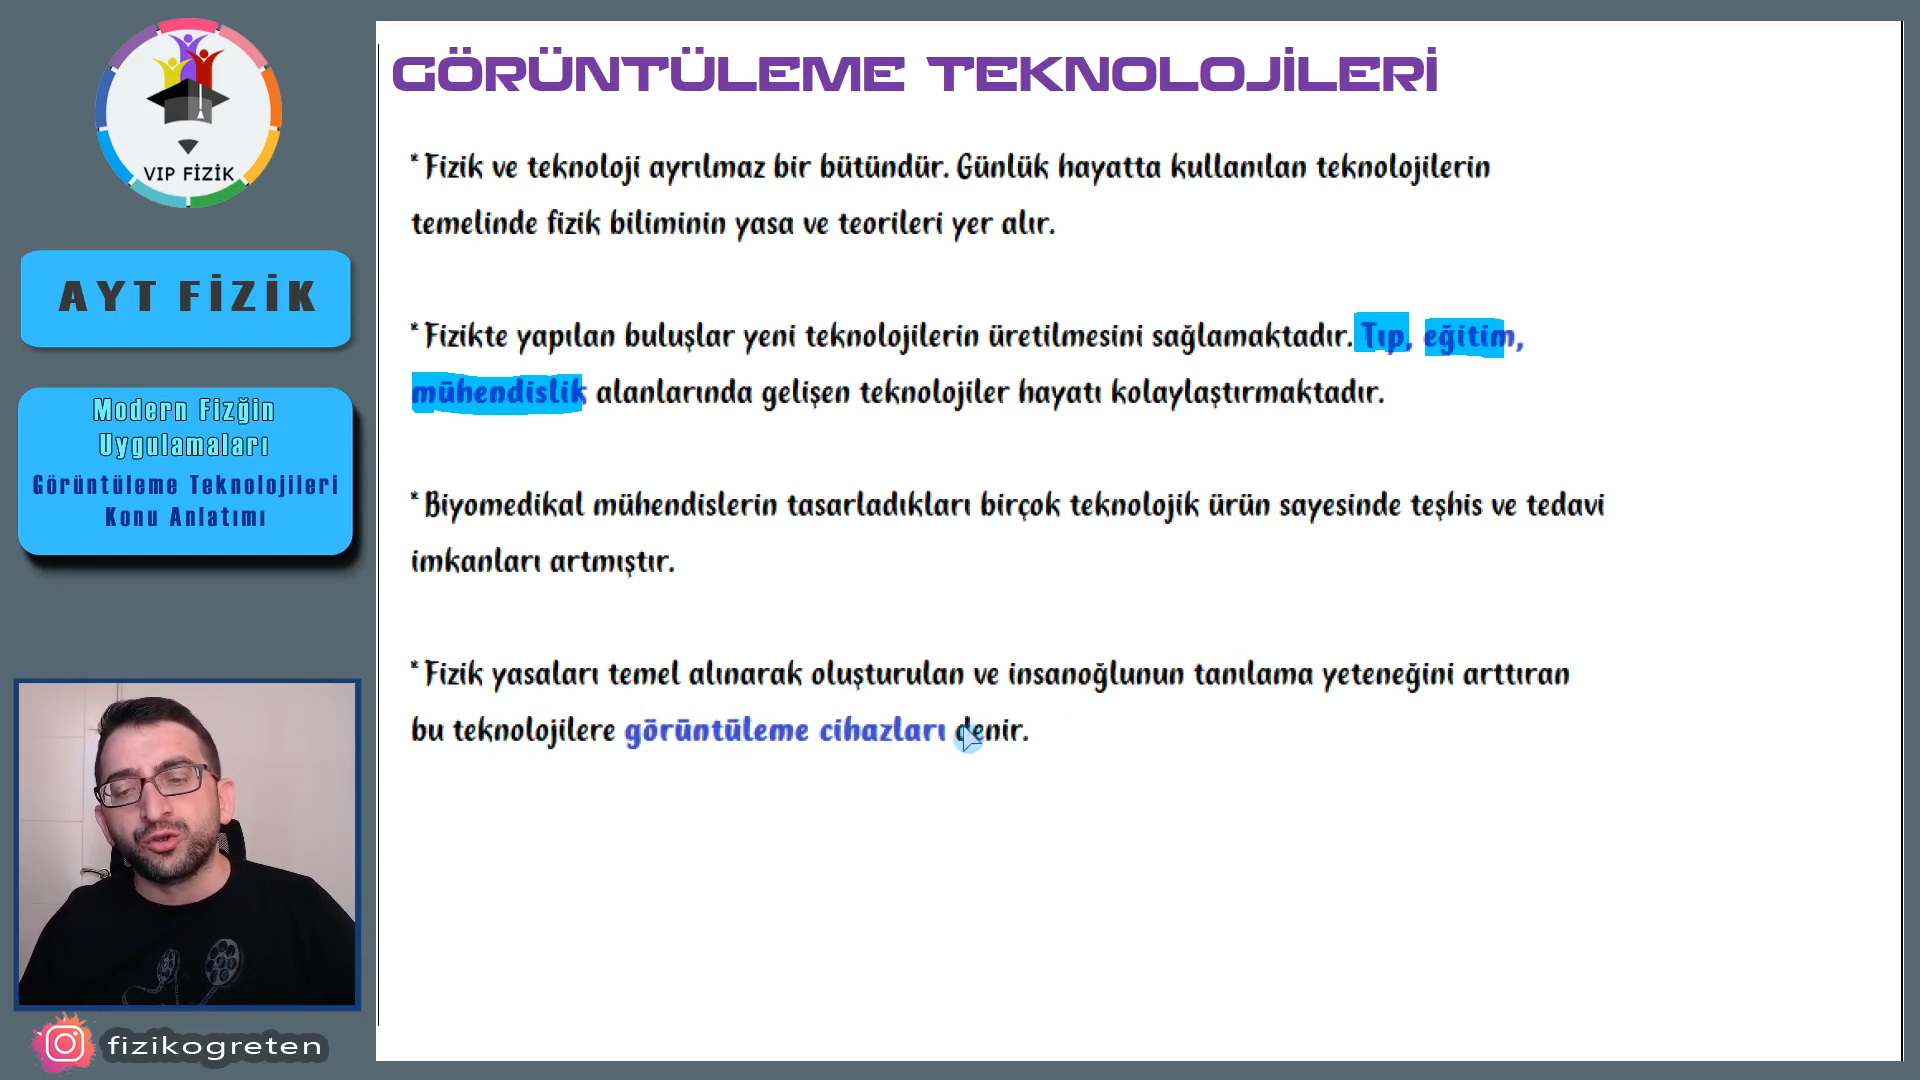 VIP FİZİK
AYT FİZİK
Modern Fizğin
Uygulamaları
Görüntüleme Teknolojileri
Konu Anlatımı
fizikogreten
GÖRÜNTÜLEME TEKNOLOJİLERİ
* Fizik ve teknoloji ayrılmaz bir bütündür. Günlük hayatta kullanılan teknolojilerin
temelinde fizik biliminin yasa ve teorileri yer alır.
* Fizikte yapılan buluşlar yeni teknolojilerin üretilmesini sağlamaktadır. Tıp, eğitim,
mühendislik alanlarında gelişen teknolojiler hayatı kolaylaştırmaktadır.
* Biyomedikal mühendislerin tasarladıkları birçok teknolojik ürün sayesinde teşhis ve tedavi
imkanları artmıştır.
* Fizik yasaları temel alınarak oluşturulan ve insanoğlunun tanılama yeteneğini arttıran
bu teknolojilere görüntüleme cihazları denir.